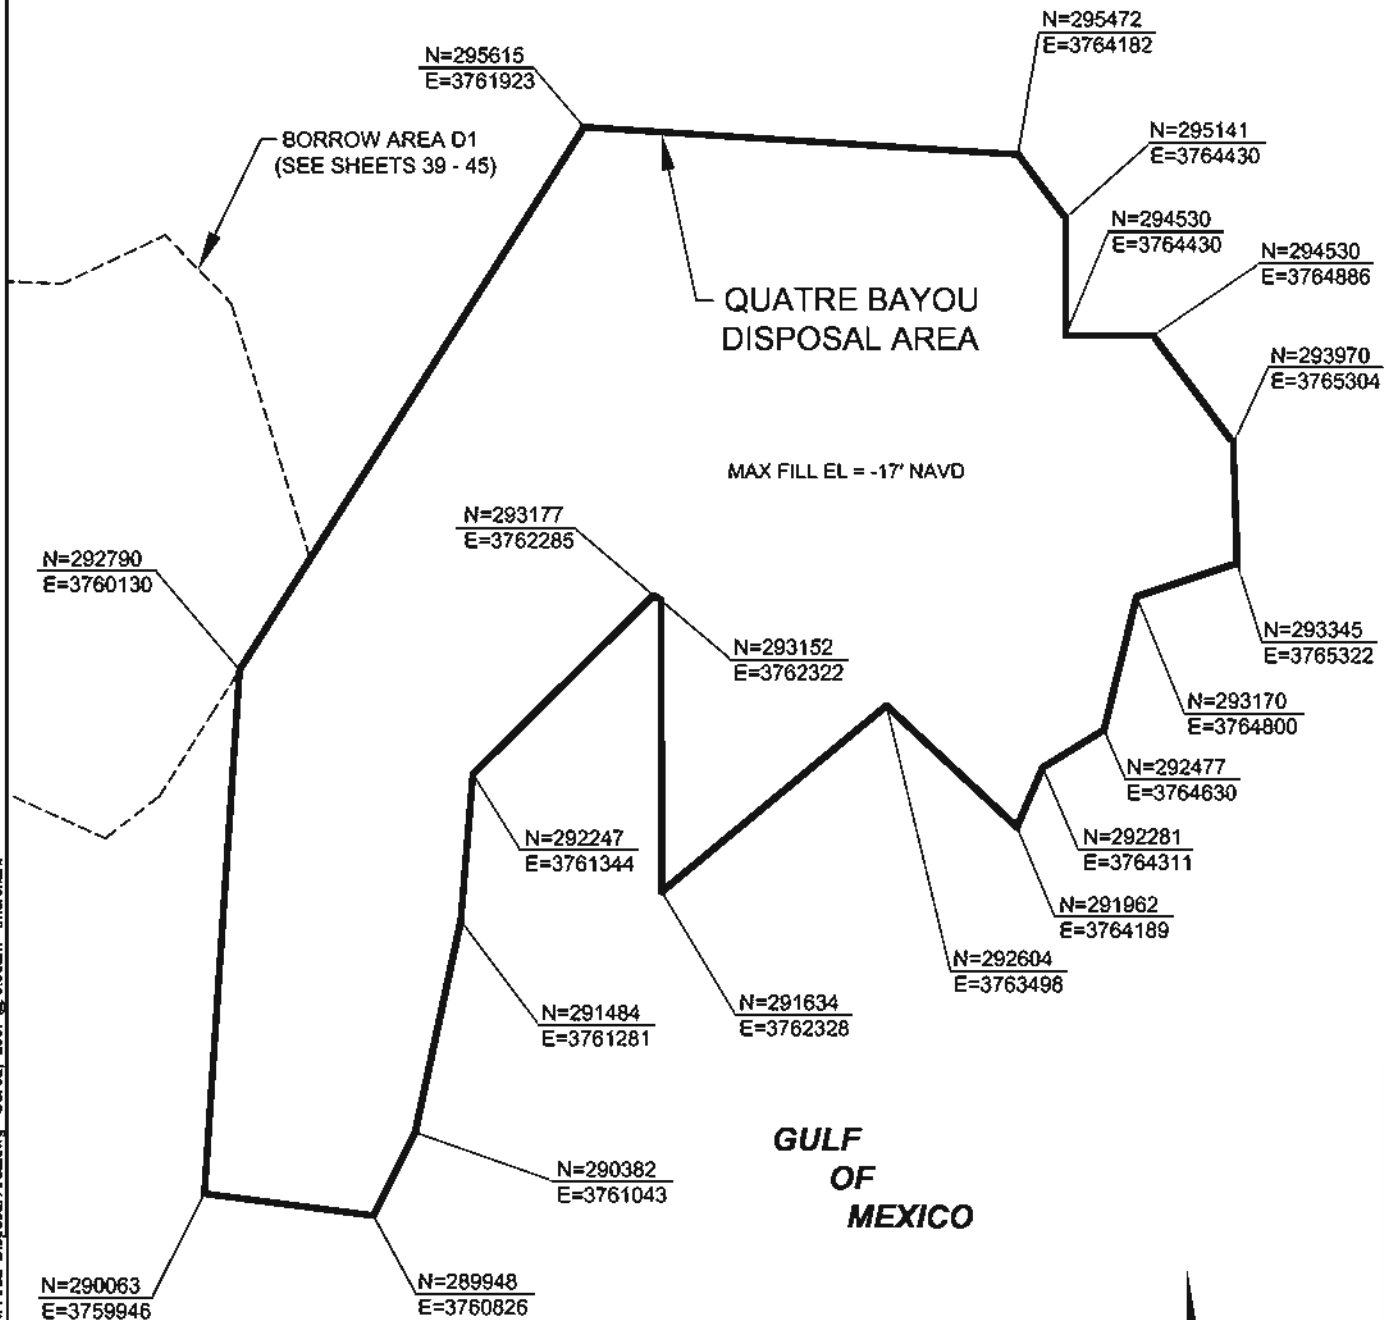 N=295472
E=3764182
N=295615
E=3761923
N=295141
E=3764430
BORROW AREA D1
(SEE SHEETS 39 - 45)
N=294530
E=3764430
N=294530
E=3764886
QUATRE BAYOU
DISPOSAL AREA
N=293970
E=3765304
MAX FILL EL = -17' NAVD
N=293177
E=3762285
N=292790
E=3760130
N=293152
E=3762322
N=293345
E=3765322
N=293170
E=3764800
N=292477
E=3764630
N=292247
E=3761344
N=292281
E=3764311
N=291962
E=3764189
N=292604
E=3763498
N=291634
E=3762328
N=291484
E=3761281
GULF
OF
MEXICO
N=290382
E=3761043
N=290063
E=3759946
N=289948
E=3760826